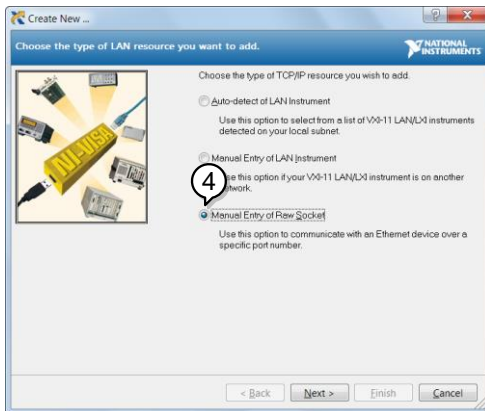 Create New ...
Choose the type of LAN resource you want to add.
NATIONAL
INSTRUMENTS
NI-VISA
Choose the type of TCP/IP resource you wish to add.
Auto-detect of LAN Instrument
Use this option to select from a list of VXI-11 LAN/LXI instruments
detected on your local subnet.
Manual Entry of LAN Instrument
se this option if your VXI-11 LAN/LXI instrument is on another
etwork.
4
Manual Entry of Raw Socket
Use this option to communicate with an Ethernet device over a
specific port number.
< Back
Next >
Finish
Cancel